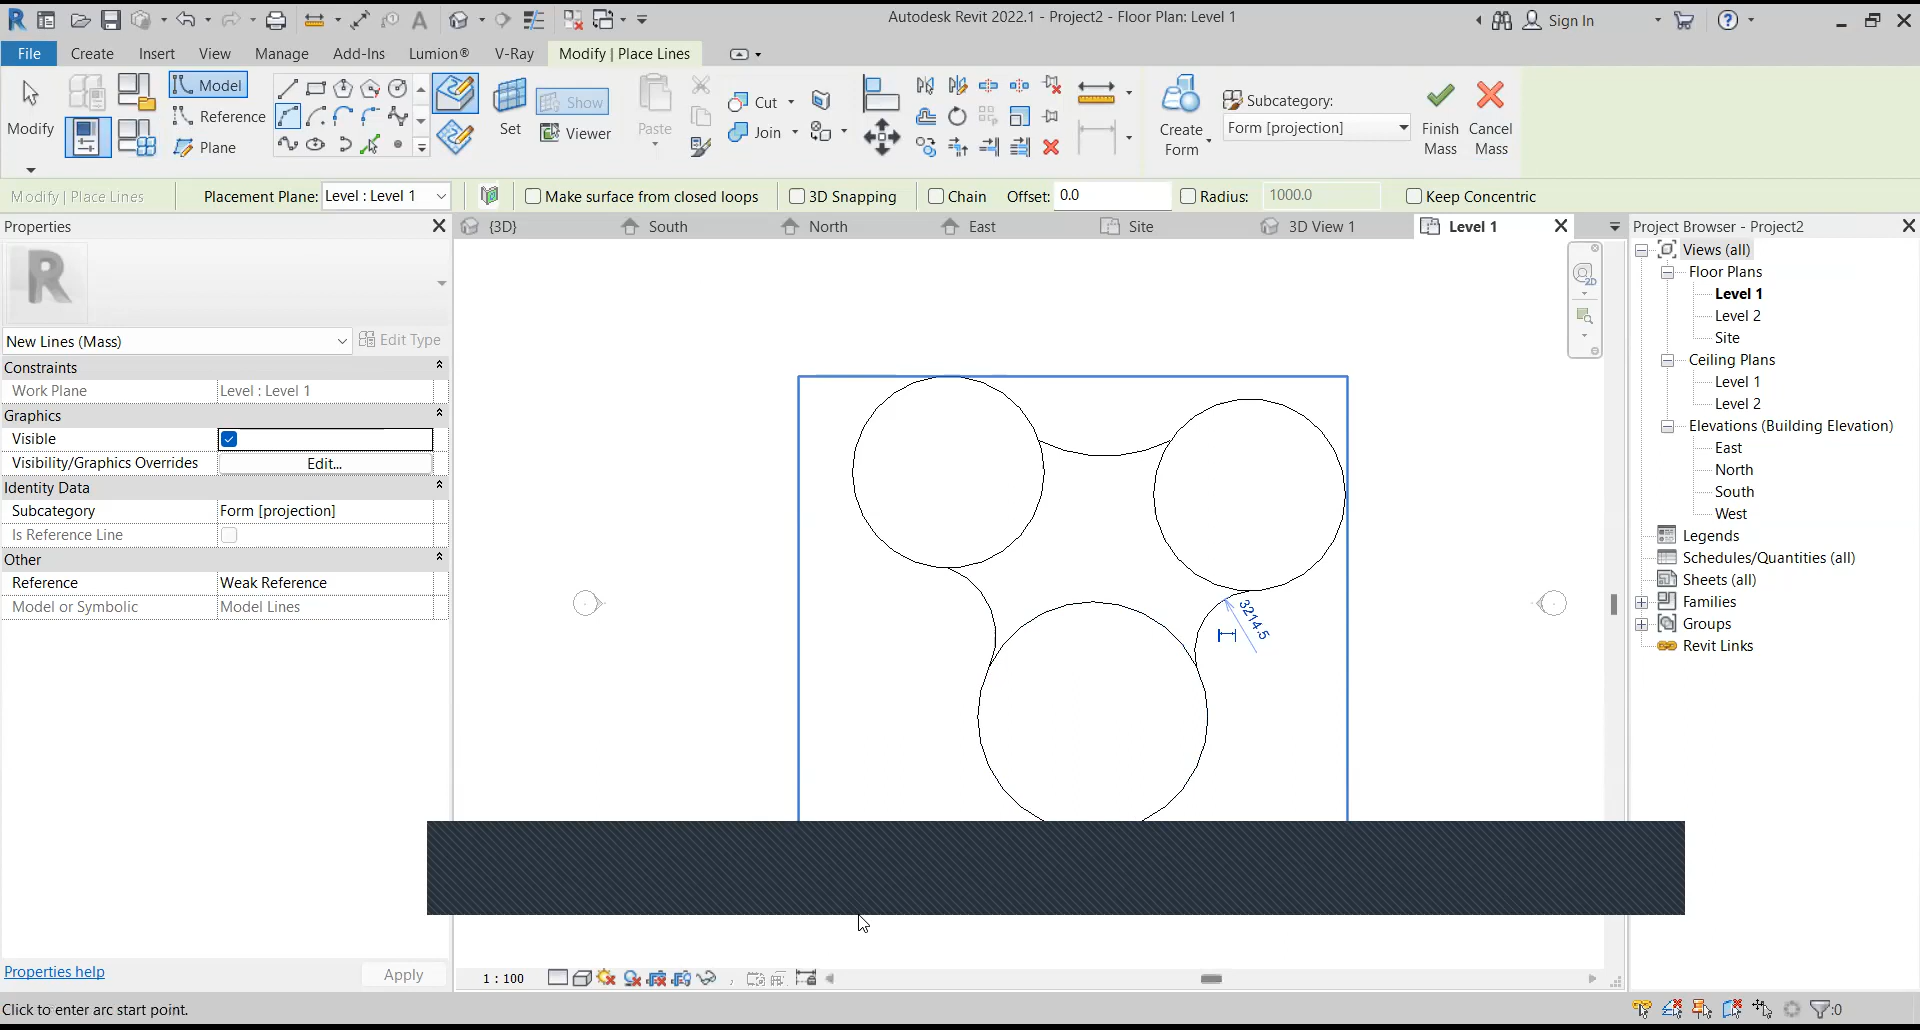 Autodesk Revit 2022.1 - Project2 - Floor Plan: Level 1
Sign In
File
Create
Insert
View
Manage
Add-Ins
Lumion®
V-Ray
Modify | Place Lines
Modify
Model
Reference
Plane
Set
Show
Viewer
Paste
Cut
Join
Create
Form
Subcategory:
Form [projection]
Finish
Mass
Cancel
Mass
Modify | Place Lines
Placement Plane:
Level : Level 1
Make surface from closed loops
3D Snapping
Chain
Offset:
0.0
Radius:
1000.0
Keep Concentric
Properties
{3D}
South
North
East
Site
3D View 1
Level 1
Project Browser - Project2
R
New Lines (Mass)
Edit Type
Constraints
Work Plane
Level : Level 1
Graphics
Visible
Visibility/Graphics Overrides
Edit...
Identity Data
Subcategory
Form [projection]
Is Reference Line
Other
Reference
Weak Reference
Model or Symbolic
Model Lines
2D
3214.5
Views (all)
Floor Plans
Level 1
Level 2
Site
Ceiling Plans
Level 1
Level 2
Elevations (Building Elevation)
East
North
South
West
Legends
Schedules/Quantities (all)
Sheets (all)
Families
Groups
Revit Links
Properties help
Apply
1 : 100
Click to enter arc start point.
:0